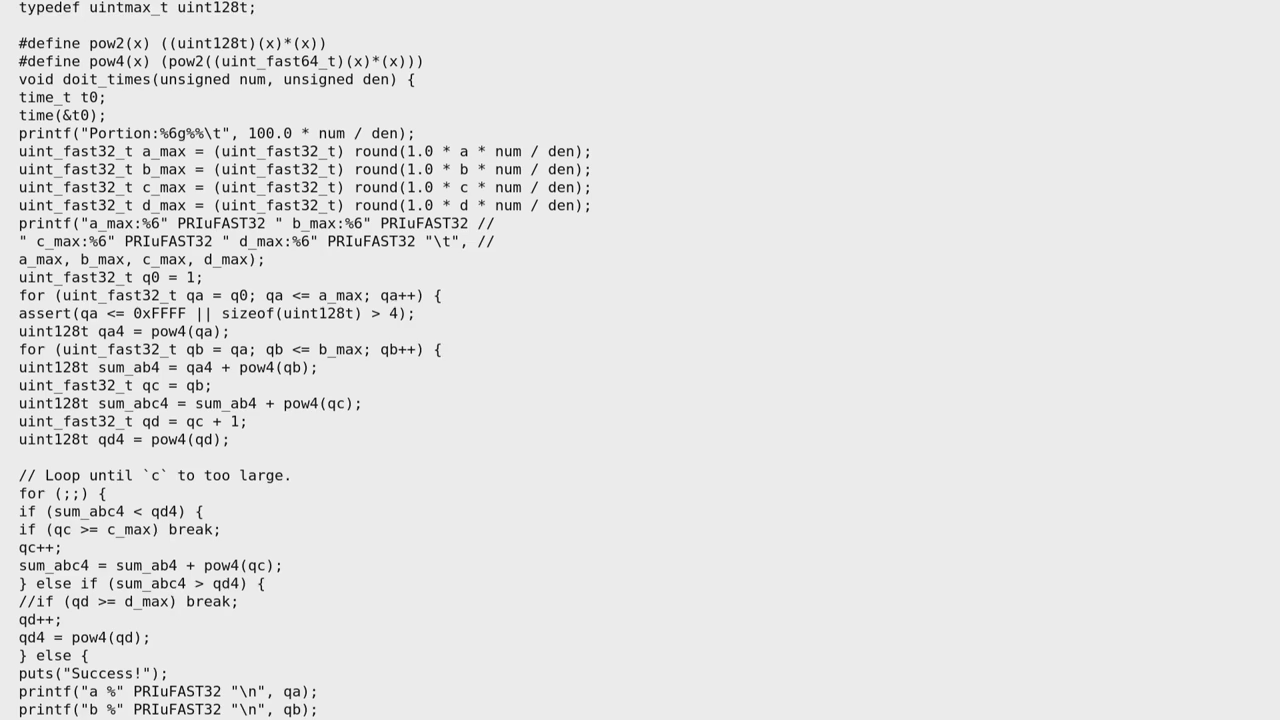 typedef uintmax_t uint128t;
#define pow2(x) ((uint128t)(x)*(x))
#define pow4(x) (pow2((uint_fast64_t)(x)*(x)))
void doit_times(unsigned num, unsigned den) {
time_t t0;
time(&t0);
printf("Portion:%6g%%\t", 100.0 * num / den);
uint_fast32_t a_max = (uint_fast32_t) round(1.0 * a * num / den);
uint_fast32_t b_max = (uint_fast32_t) round(1.0 * b * num / den);
uint_fast32_t c_max = (uint_fast32_t) round(1.0 * c * num / den);
uint_fast32_t d_max = (uint_fast32_t) round(1.0 * d * num / den);
printf("a_max:%6" PRIuFAST32 " b_max:%6" PRIuFAST32 //
" c_max:%6" PRIuFAST32 " d_max:%6" PRIuFAST32 "\t", //
a_max, b_max, c_max, d_max);
uint_fast32_t q0 = 1;
for (uint_fast32_t qa = q0; qa <= a_max; qa++) {
assert(qa <= 0xFFFF || sizeof(uint128t) > 4);
uint128t qa4 = pow4(qa);
for (uint_fast32_t qb = qa; qb <= b_max; qb++) {
uint128t sum_ab4 = qa4 + pow4(qb);
uint_fast32_t qc = qb;
uint128t sum_abc4 = sum_ab4 + pow4(qc);
uint_fast32_t qd = qc + 1;
uint128t qd4 = pow4(qd);
// Loop until `c` to too large.
for (;;) {
if (sum_abc4 < qd4) {
if (qc >= c_max) break;
qc++;
sum_abc4 = sum_ab4 + pow4(qc);
} else if (sum_abc4 > qd4) {
//if (qd >= d_max) break;
qd++;
qd4 = pow4(qd);
} else {
puts("Success!");
printf("a %" PRIuFAST32 "\n", qa);
printf("b %" PRIuFAST32 "\n", qb);